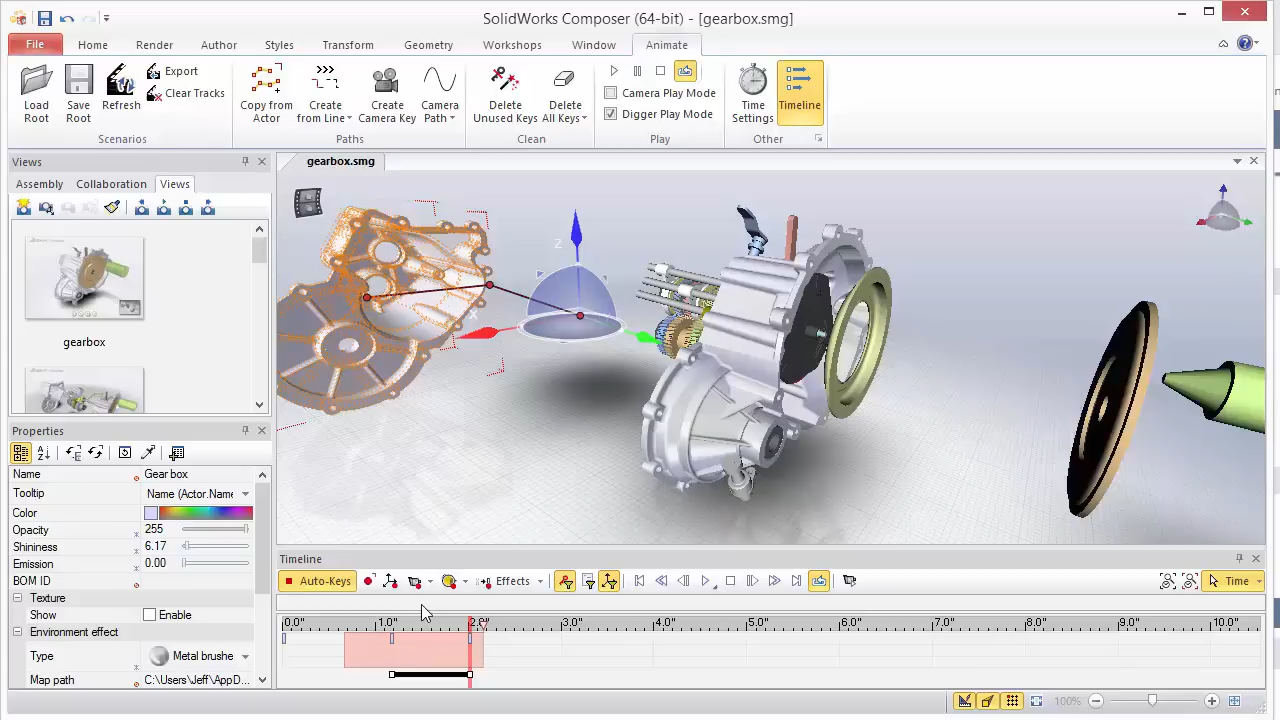 SolidWorks Composer (64-bit) - [gearbox.smg]
File Home Render Author Styles Transform Geometry Workshops Window Animate
Load Root
Save Root
Refresh
Export
Clear Tracks
Scenarios
Copy from Actor
Create from Line
Create Camera Key
Camera Path
Paths
Delete Unused Keys
Delete All Keys
Clean
Camera Play Mode
Digger Play Mode
Play
Time Settings
Timeline
Other
Views
Assembly Collaboration Views
gearbox
gearbox.smg
Z
X
Properties
Name Gear box
Tooltip Name (Actor.Name
Color
Opacity 255
Shininess 6.17
Emission 0.00
BOM ID
Texture
Show Enable
Environment effect
Type Metal brushe
Map path C:\Users\Jeff\AppD...
Timeline
Auto-Keys Effects Time
0.0" 1.0" 2.0" 3.0" 4.0" 5.0" 6.0" 7.0" 8.0" 9.0" 10.0"
100%